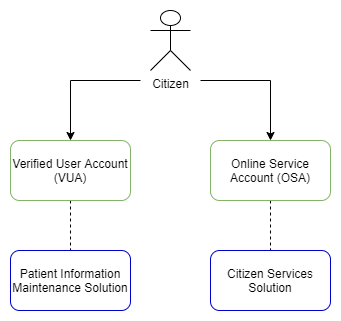 Citizen
Verified User Account
(VUA)
Online Service
Account (OSA)
Patient Information
Maintenance Solution
Citizen Services
Solution